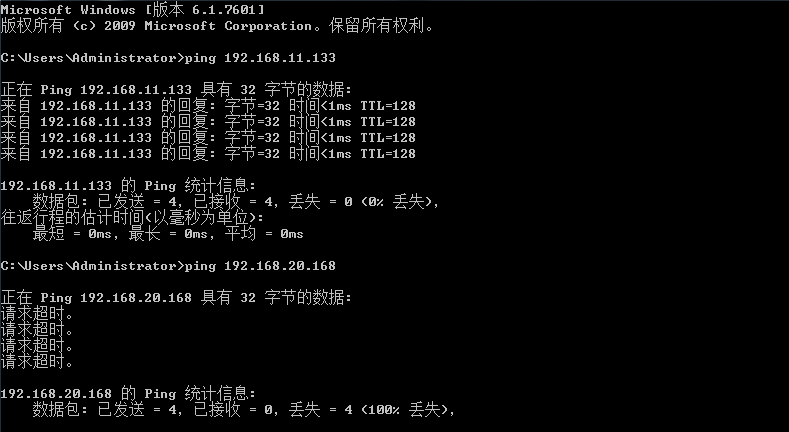 Microsoft Windows [版本 6.1.7601]
版权所有 (c) 2009 Microsoft Corporation。保留所有权利。
C:\Users\Administrator>ping 192.168.11.133
正在 Ping 192.168.11.133 具有 32 字节的数据:
来自 192.168.11.133 的回复: 字节=32 时间<1ms TTL=128
来自 192.168.11.133 的回复: 字节=32 时间<1ms TTL=128
来自 192.168.11.133 的回复: 字节=32 时间<1ms TTL=128
来自 192.168.11.133 的回复: 字节=32 时间<1ms TTL=128
192.168.11.133 的 Ping 统计信息:
数据包: 已发送 = 4, 已接收 = 4, 丢失 = 0 (0% 丢失),
往返行程的估计时间(以毫秒为单位):
最短 = 0ms, 最长 = 0ms, 平均 = 0ms
C:\Users\Administrator>ping 192.168.20.168
正在 Ping 192.168.20.168 具有 32 字节的数据:
请求超时。
请求超时。
请求超时。
请求超时。
192.168.20.168 的 Ping 统计信息:
数据包: 已发送 = 4, 已接收 = 0, 丢失 = 4 (100% 丢失),